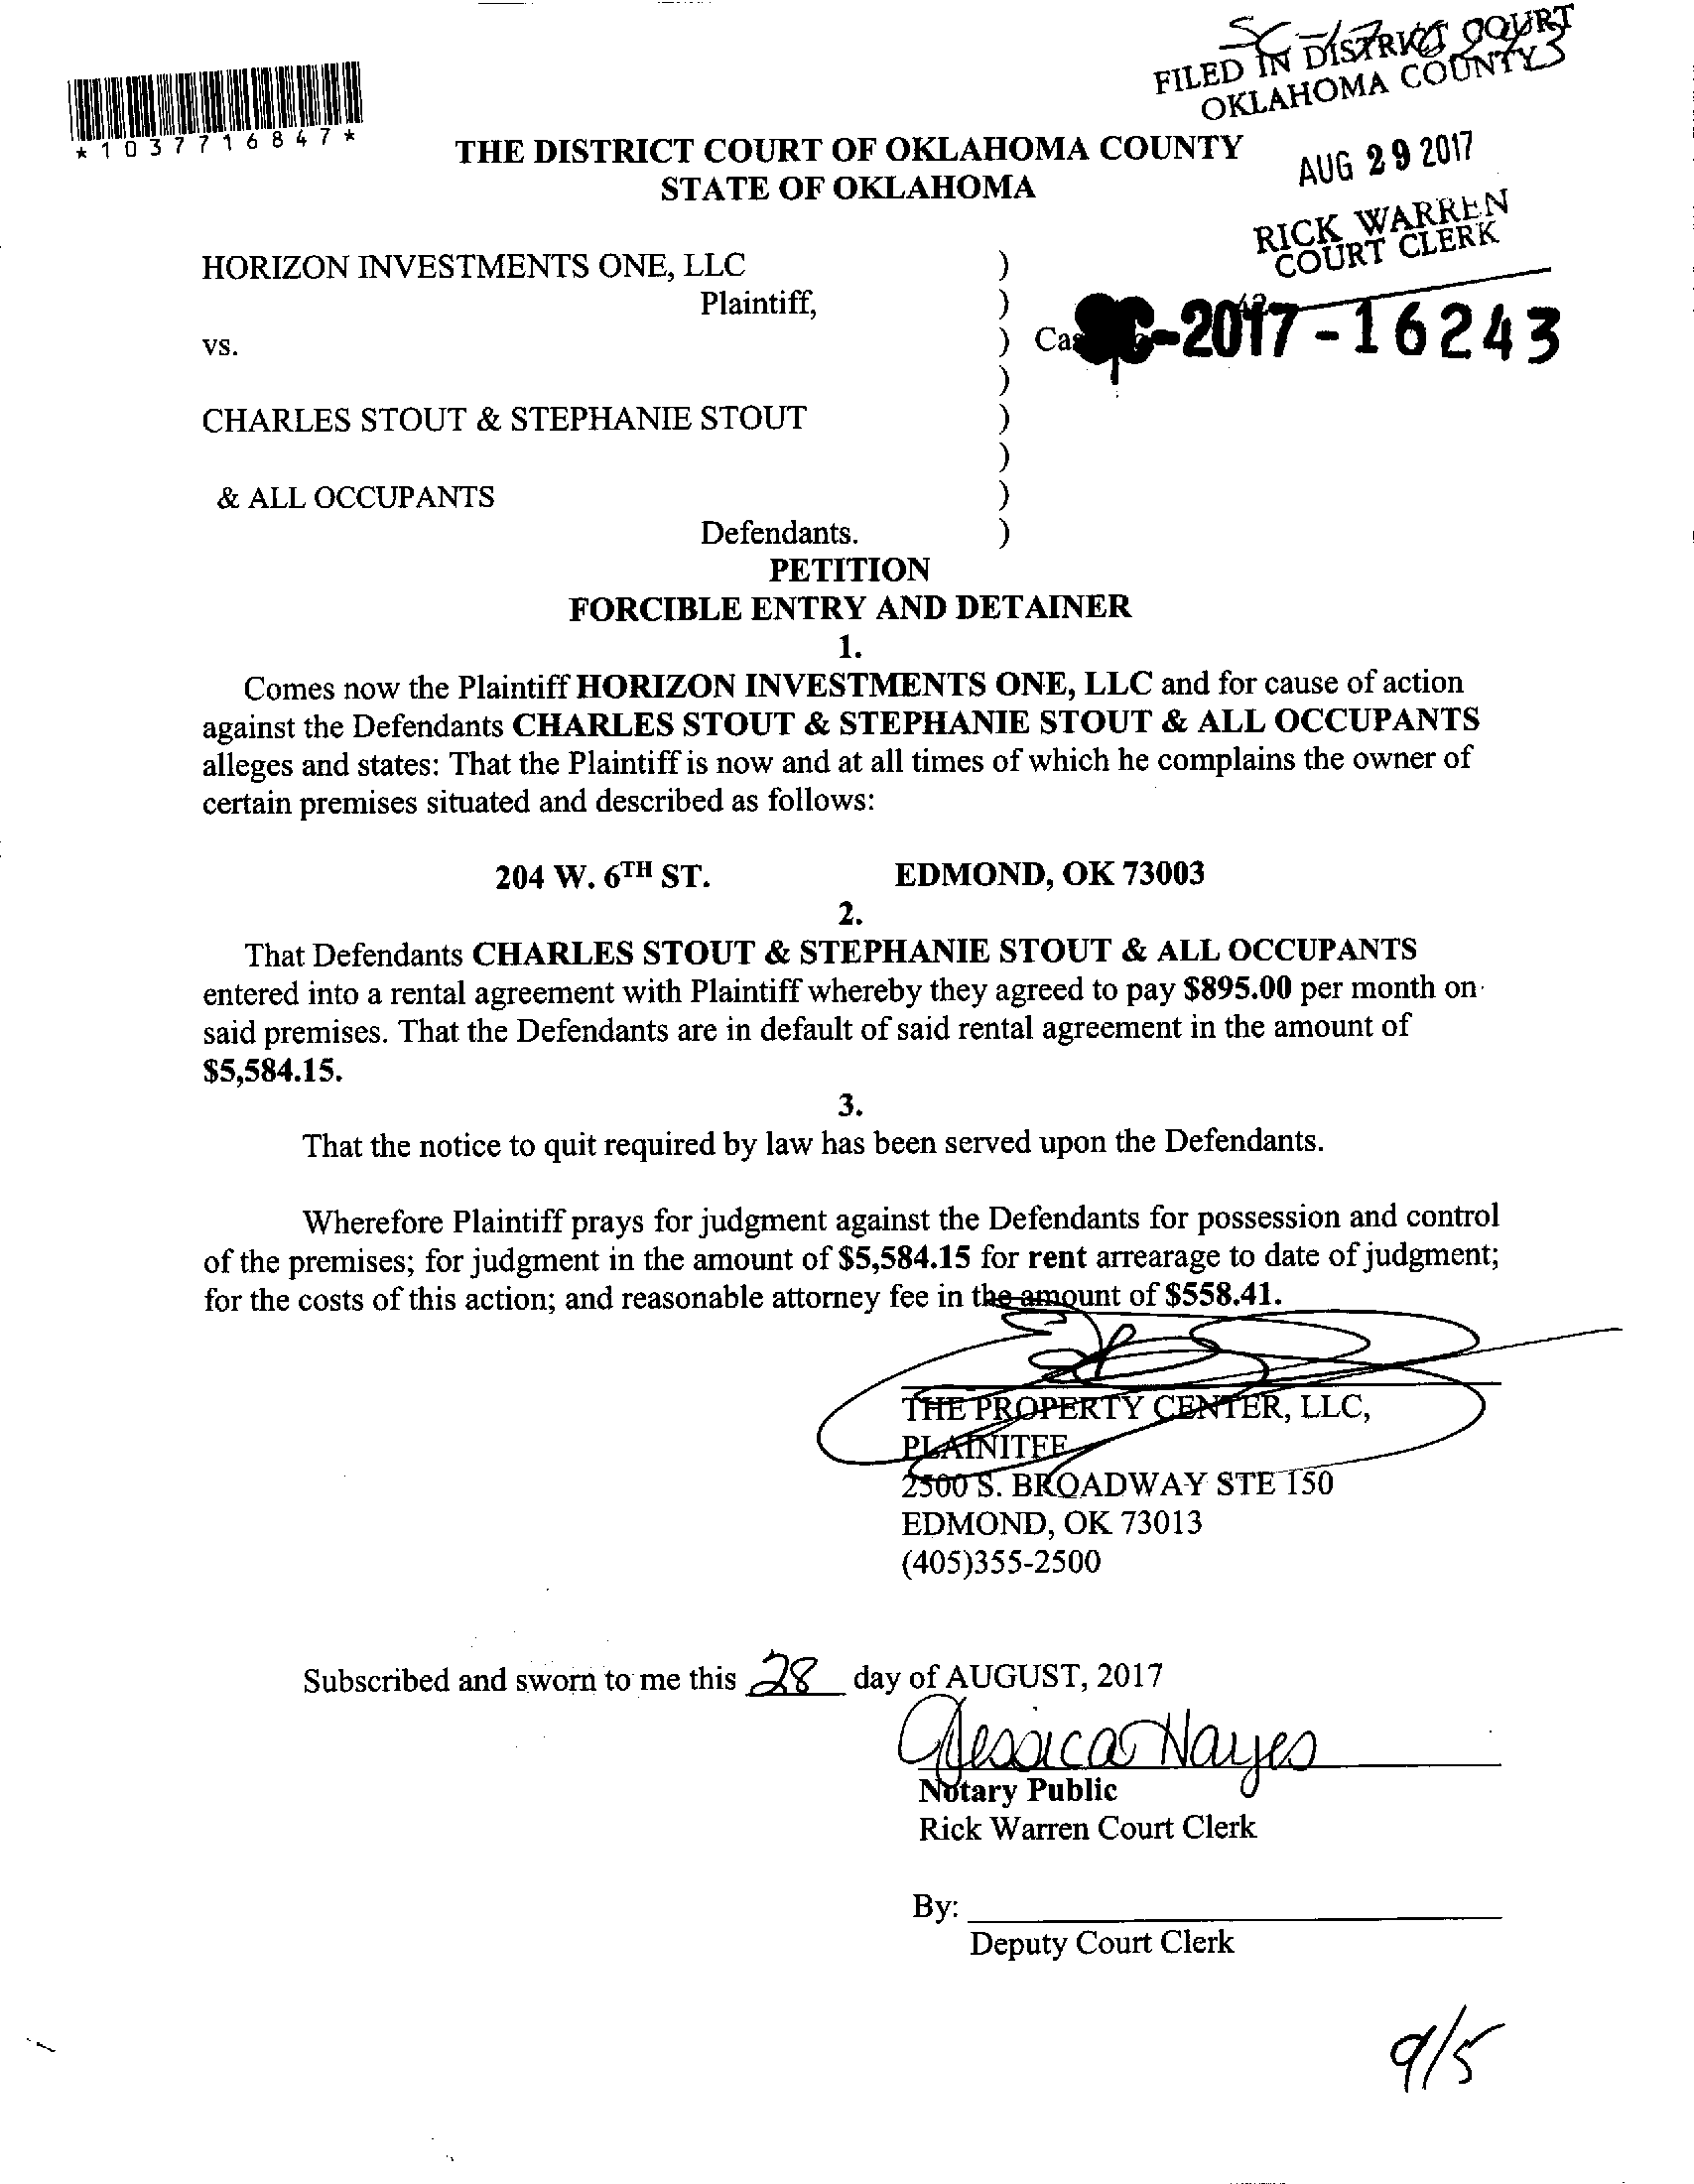 SC-17-16243
FILED IN DISTRICT COURT
OKLAHOMA COUNTY
*1037716847*
THE DISTRICT COURT OF OKLAHOMA COUNTY
STATE OF OKLAHOMA
AUG 29 2017
RICK WARREN
COURT CLERK
HORIZON INVESTMENTS ONE, LLC )
Plaintiff, )
vs. ) SC-2017-16243
)
CHARLES STOUT & STEPHANIE STOUT )
)
& ALL OCCUPANTS )
Defendants. )
PETITION
FORCIBLE ENTRY AND DETAINER
1.
Comes now the Plaintiff HORIZON INVESTMENTS ONE, LLC and for cause of action
against the Defendants CHARLES STOUT & STEPHANIE STOUT & ALL OCCUPANTS
alleges and states: That the Plaintiff is now and at all times of which he complains the owner of
certain premises situated and described as follows:
204 W. 6TH ST. EDMOND, OK 73003
2.
That Defendants CHARLES STOUT & STEPHANIE STOUT & ALL OCCUPANTS
entered into a rental agreement with Plaintiff whereby they agreed to pay $895.00 per month on
said premises. That the Defendants are in default of said rental agreement in the amount of
$5,584.15.
3.
That the notice to quit required by law has been served upon the Defendants.
Wherefore Plaintiff prays for judgment against the Defendants for possession and control
of the premises; for judgment in the amount of $5,584.15 for rent arrearage to date of judgment;
for the costs of this action; and reasonable attorney fee in the amount of $558.41.
THE PROPERTY CENTER, LLC,
PLAINITFF
2500 S. BROADWAY STE 150
EDMOND, OK 73013
(405)355-2500
Subscribed and sworn to me this 28 day of AUGUST, 2017
Jessica Hayes
Notary Public
Rick Warren Court Clerk
By:
Deputy Court Clerk
9/5